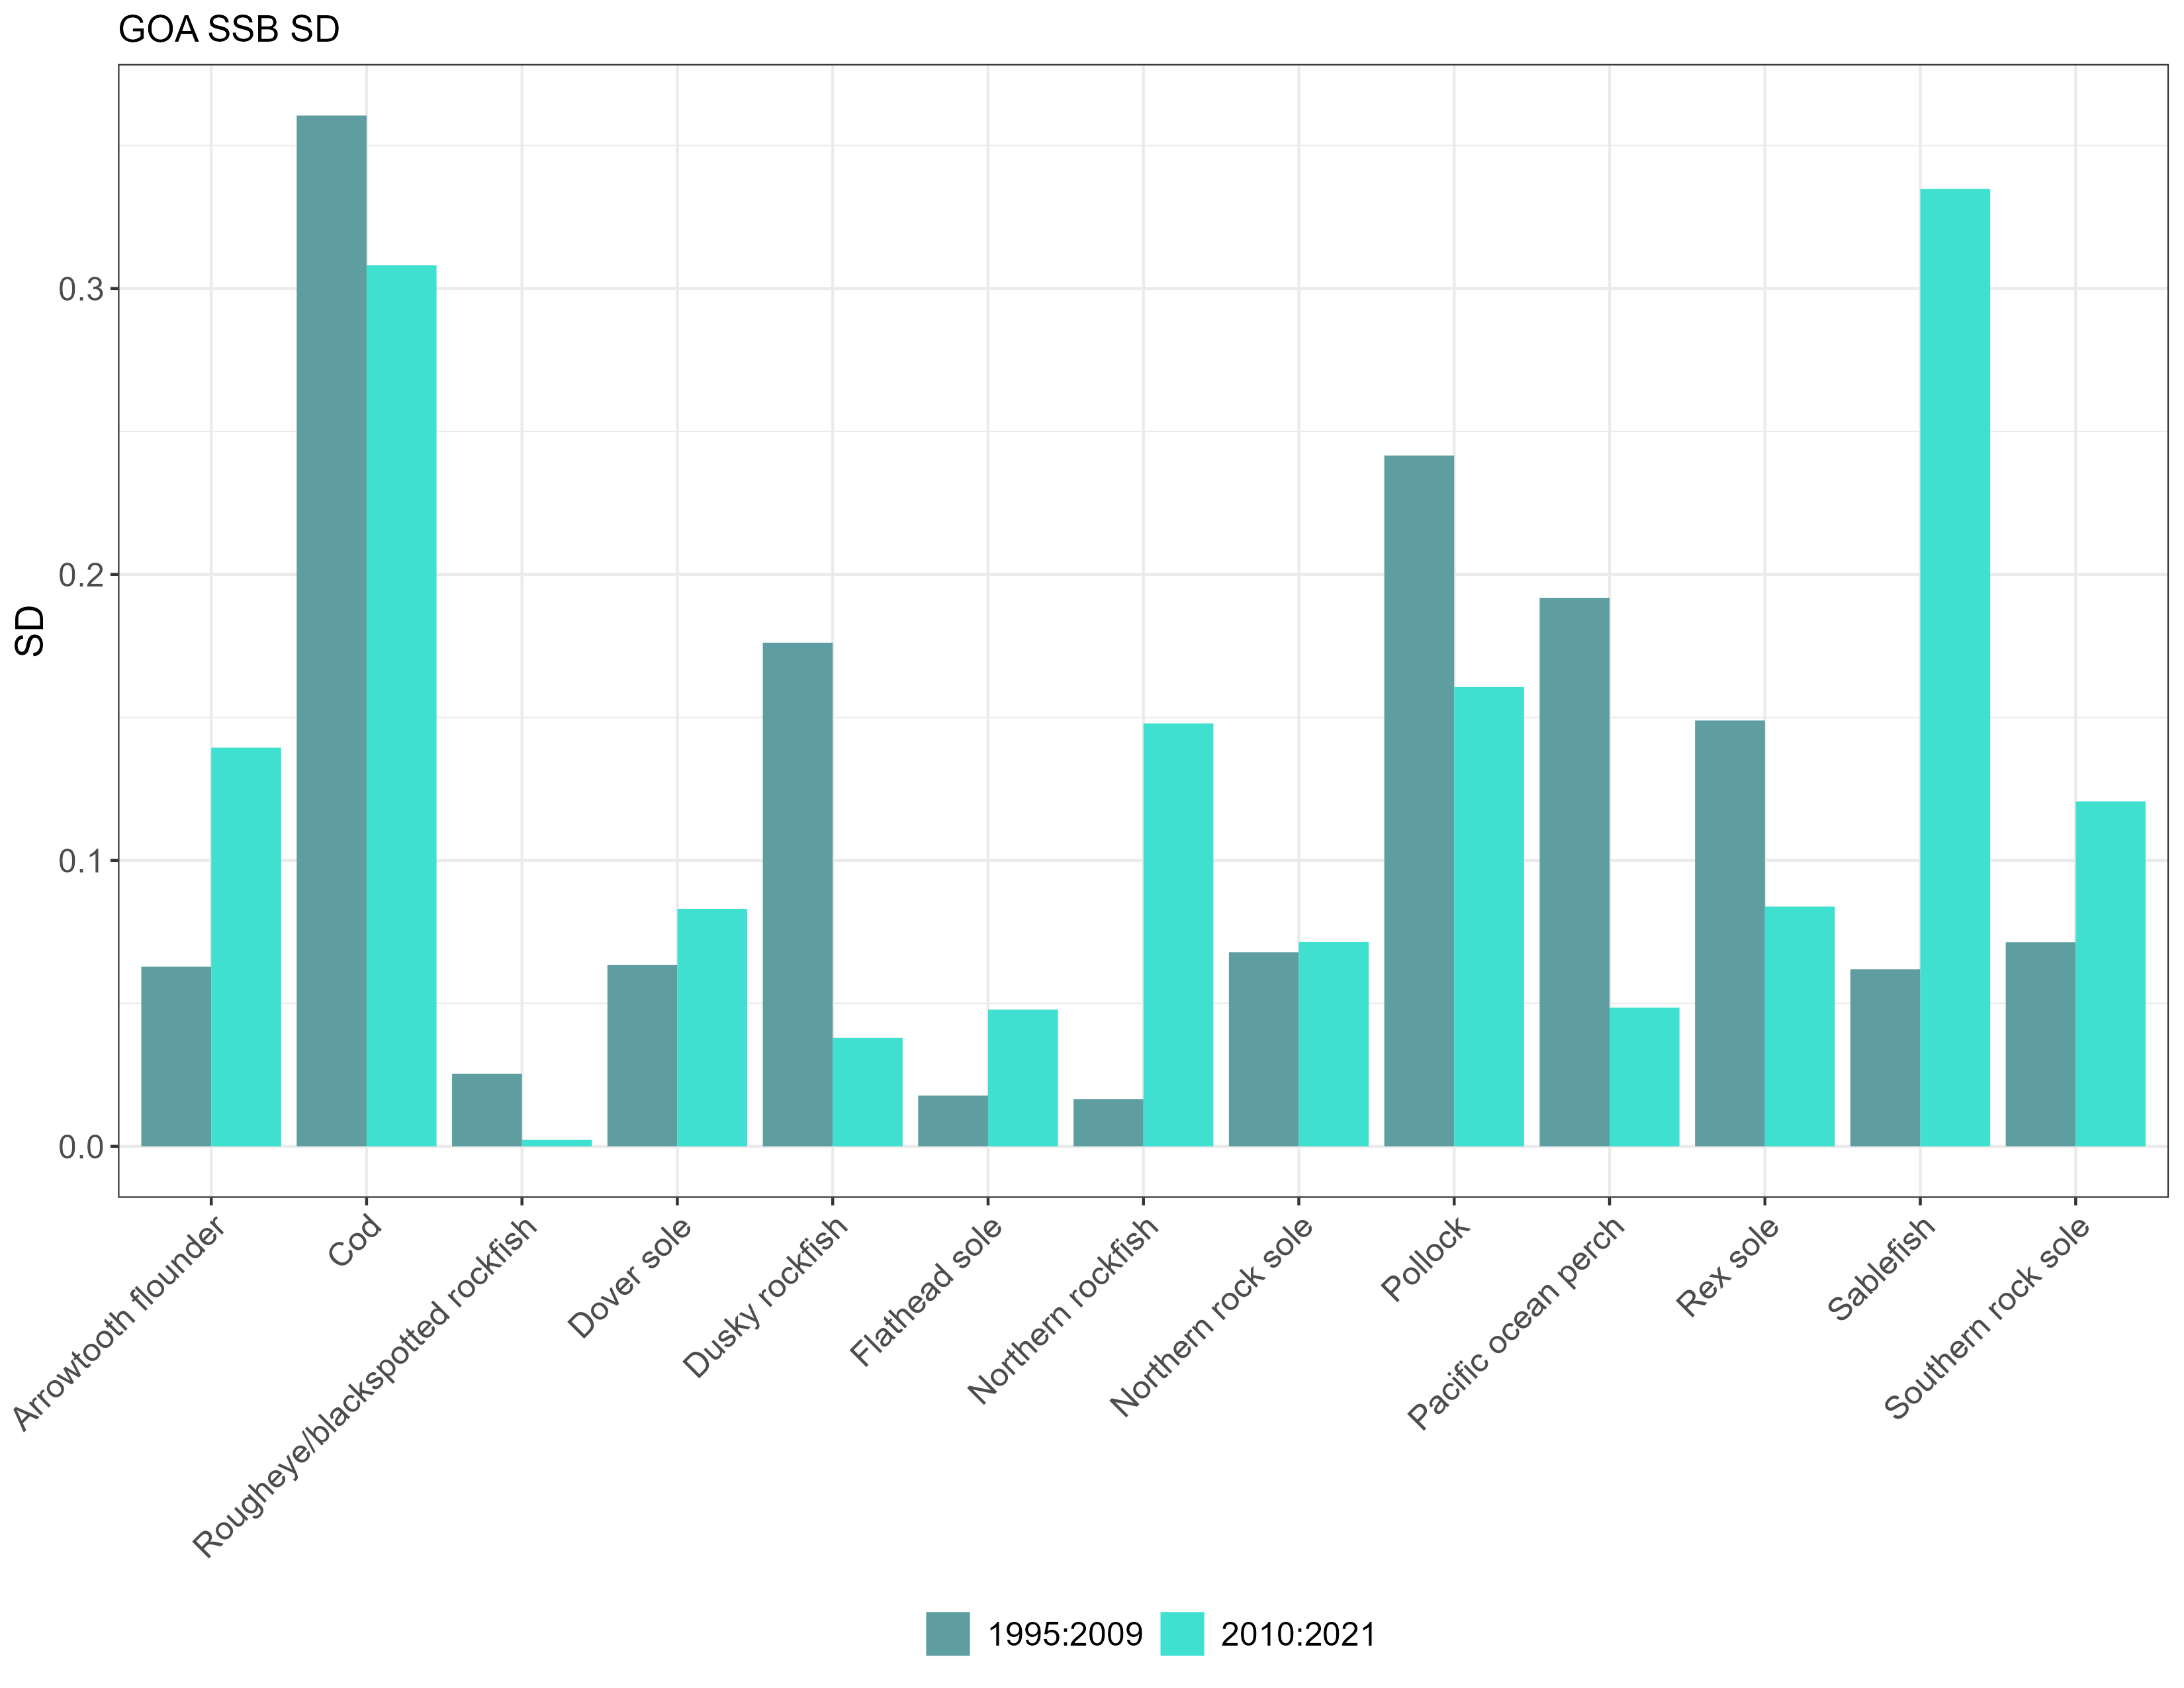 GOA SSB SD
SD
0.3
0.2
0.1
0.0
Arrowtooth flounder
Cod
Rougheye/blackspotted rockfish
Dover sole
Dusky rockfish
Flathead sole
Northern rockfish
Northern rock sole
Pollock
Pacific ocean perch
Rex sole
Sablefish
Southern rock sole
1995:2009 2010:2021